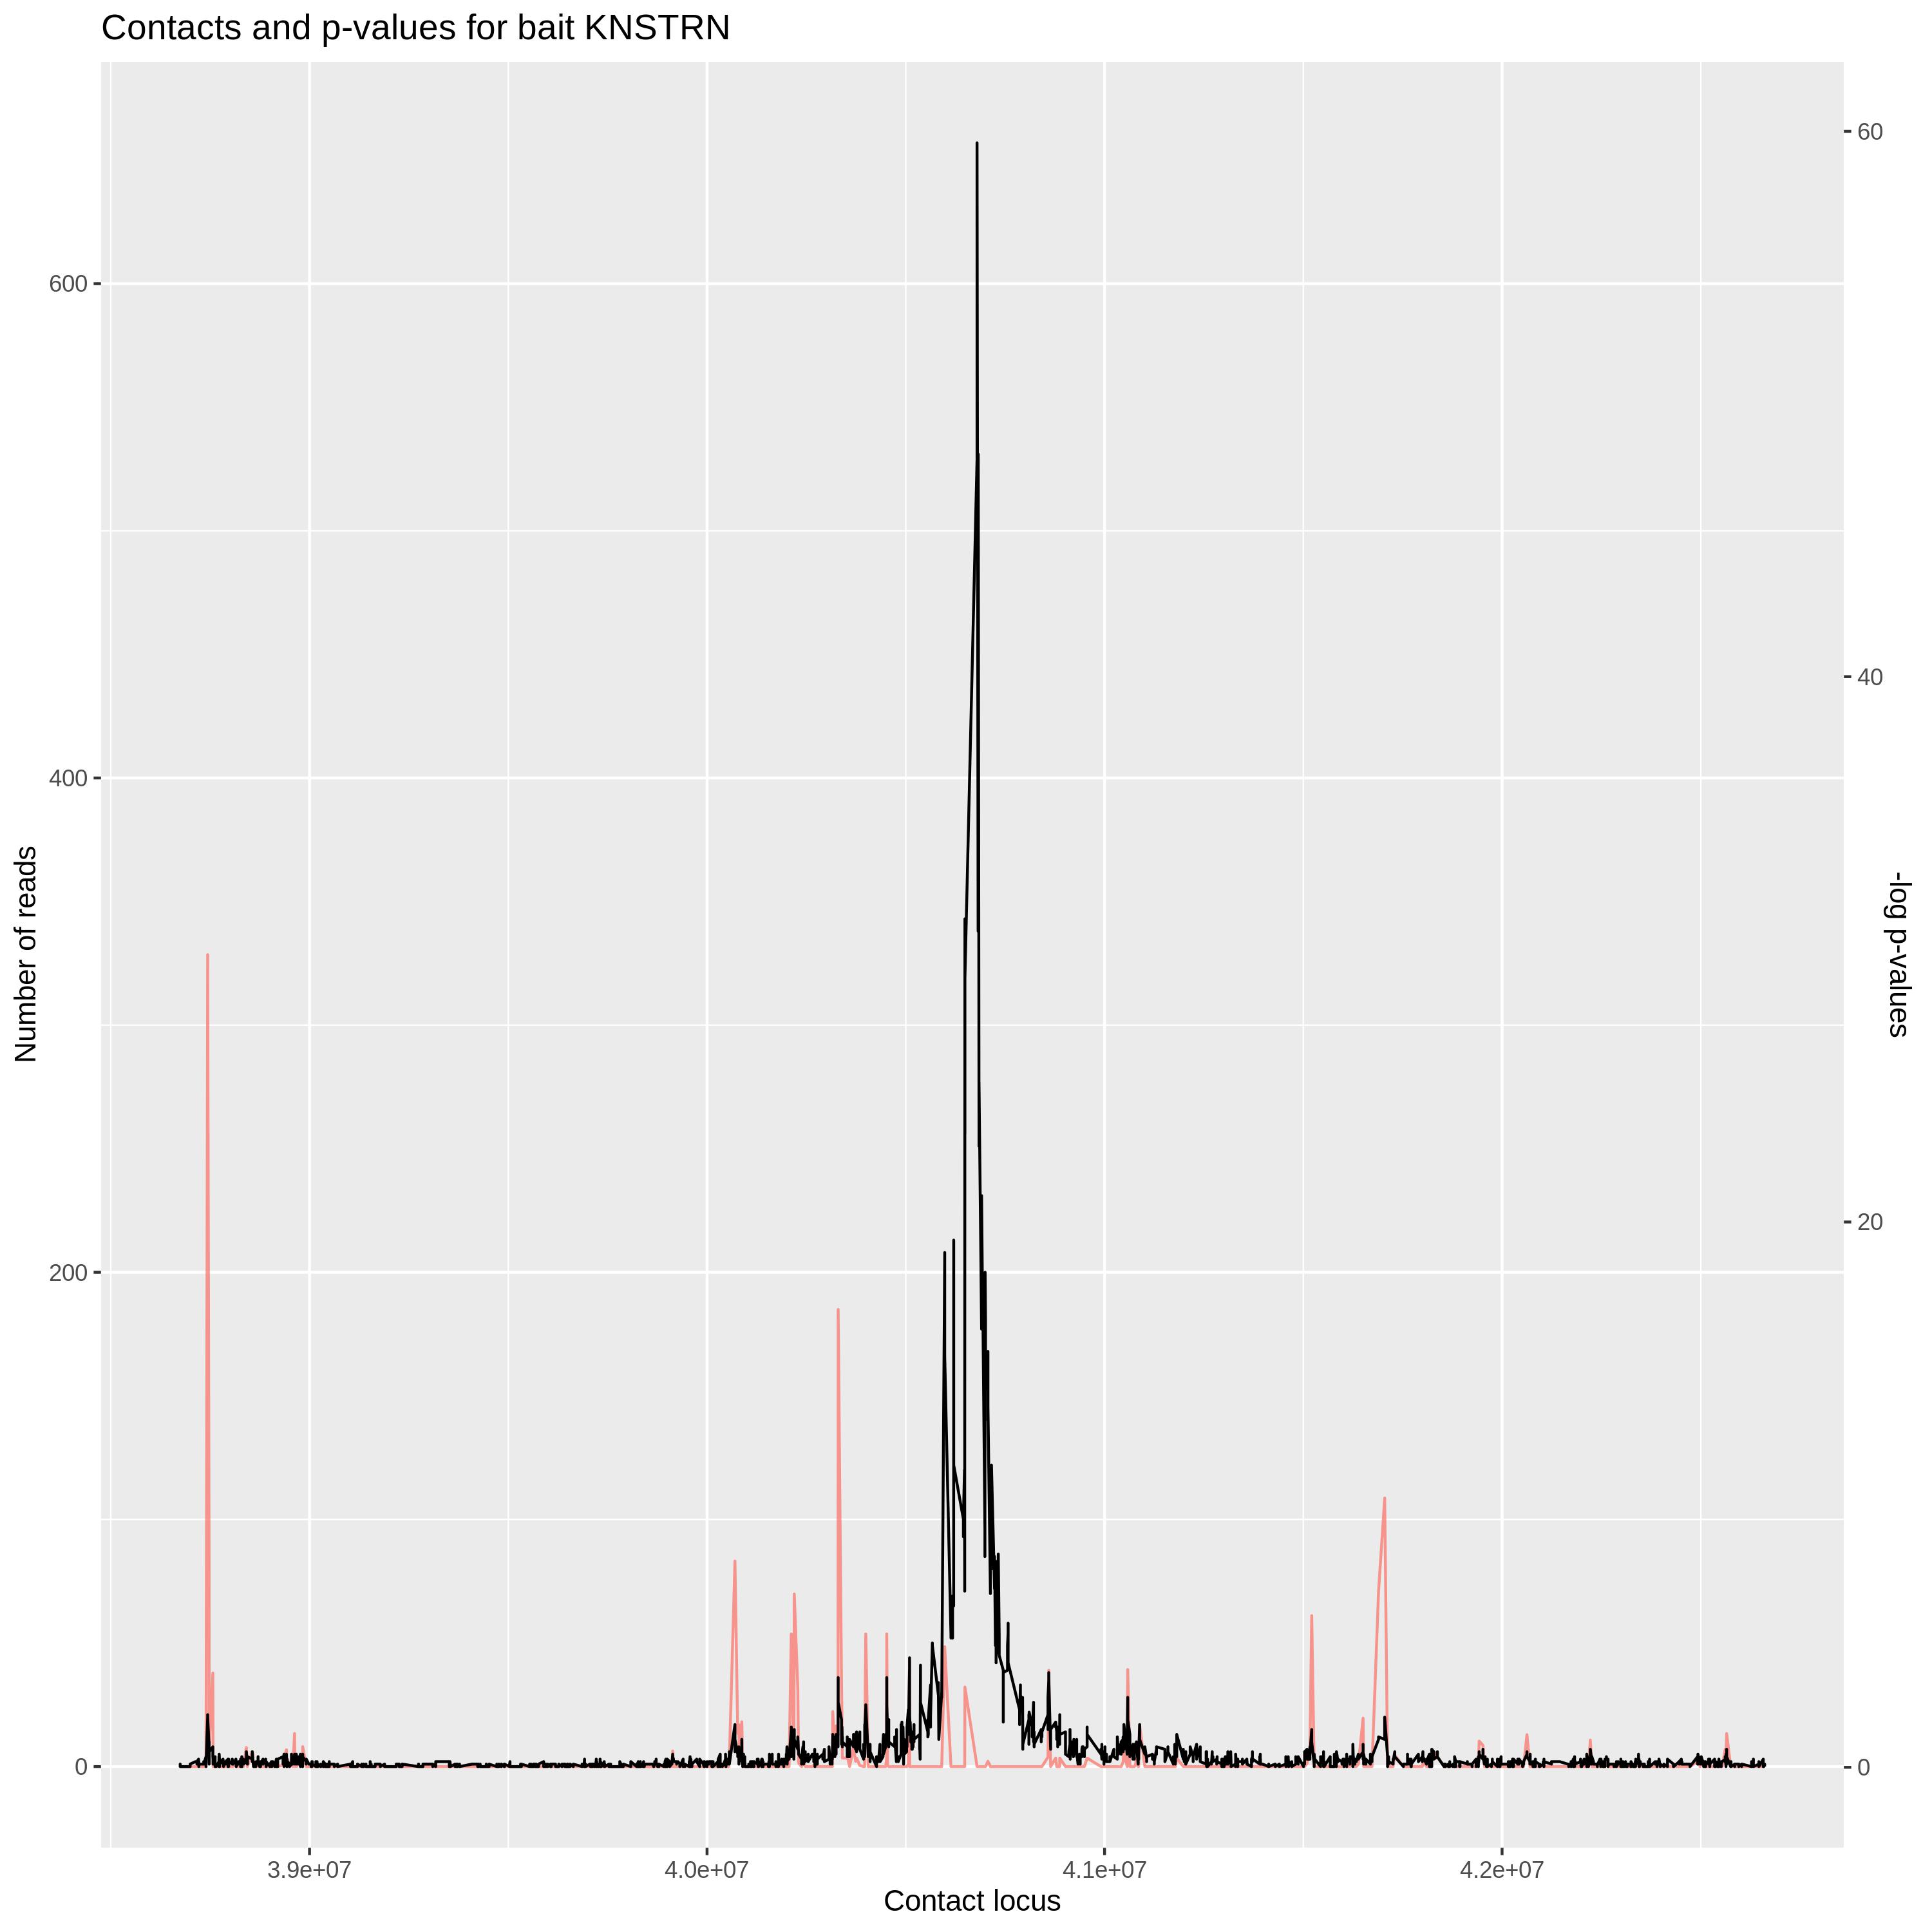 Contacts and p-values for bait KNSTRN
60
600
40
400
Number of reads
-log p-values
20
200
0
0
3.9e+07
4.0e+07
4.1e+07
4.2e+07
Contact locus